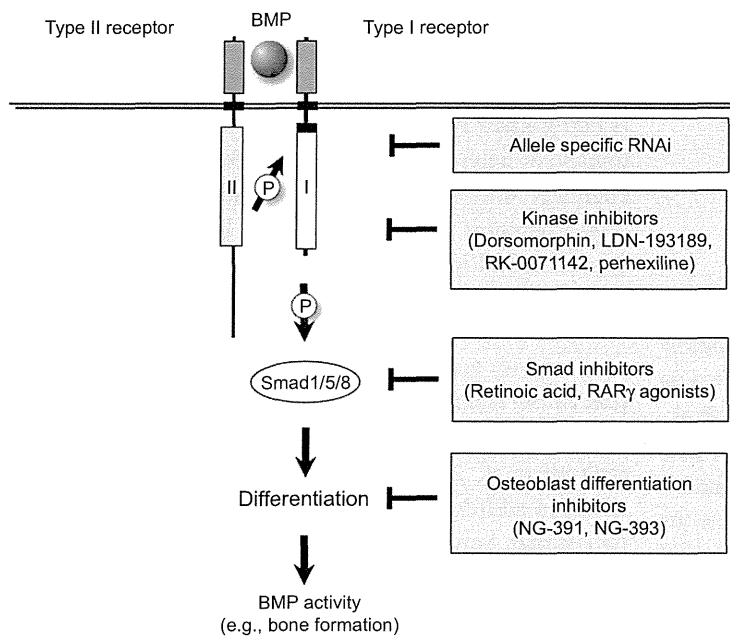 BMP
Type II receptor
Type I receptor
II
P
I
Allele specific RNAi
Kinase inhibitors
(Dorsomorphin, LDN-193189,
RK-0071142, perhexiline)
P
Smad1/5/8
Smad inhibitors
(Retinoic acid, RARγ agonists)
Differentiation
Osteoblast differentiation
inhibitors
(NG-391, NG-393)
BMP activity
(e.g., bone formation)